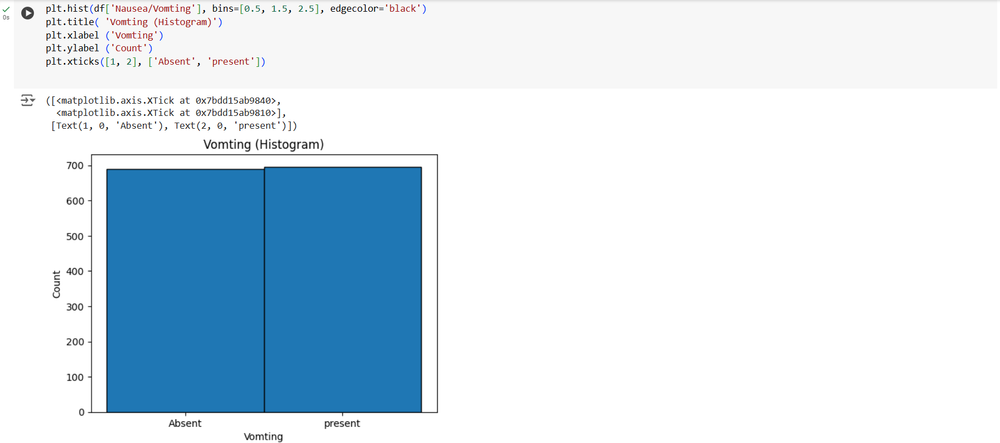 plt.hist(df['Nausea/Vomting'], bins=[0.5, 1.5, 2.5], edgecolor='black')
plt.title( 'Vomting (Histogram)')
plt.xlabel ('Vomting')
plt.ylabel ('Count')
plt.xticks([1, 2], ['Absent', 'present'])
0s
([<matplotlib.axis.XTick at 0x7bdd15ab9840>,
<matplotlib.axis.XTick at 0x7bdd15ab9810>],
[Text(1, 0, 'Absent'), Text(2, 0, 'present')])
Vomting (Histogram)
700
600
500
400
300
200
100
0
Count
Absent present
Vomting